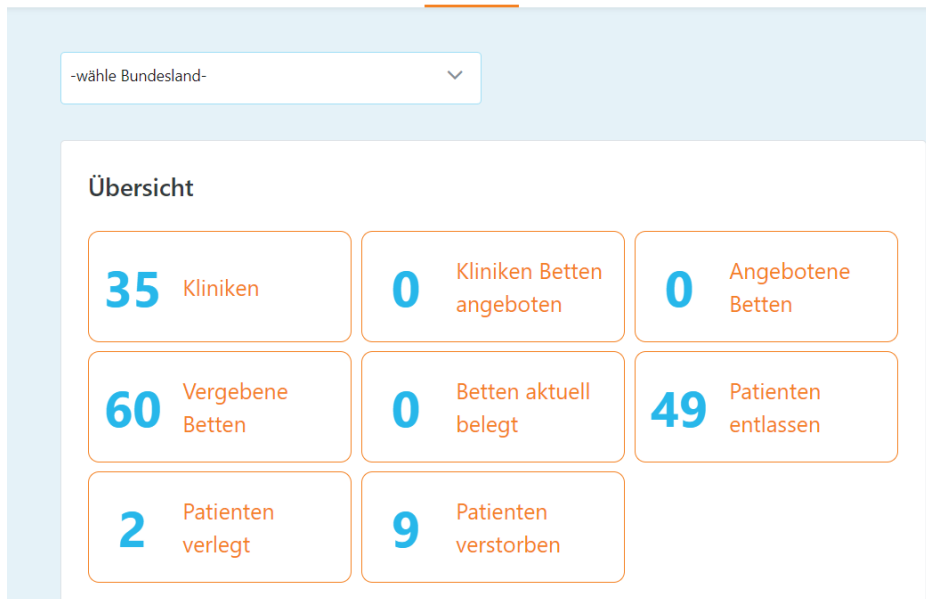 -wähle Bundesland-
Übersicht
35 Kliniken
0 Kliniken Betten
angeboten
0 Angebotene
Betten
60 Vergebene
Betten
0 Betten aktuell
belegt
49 Patienten
entlassen
2 Patienten
verlegt
9 Patienten
verstorben